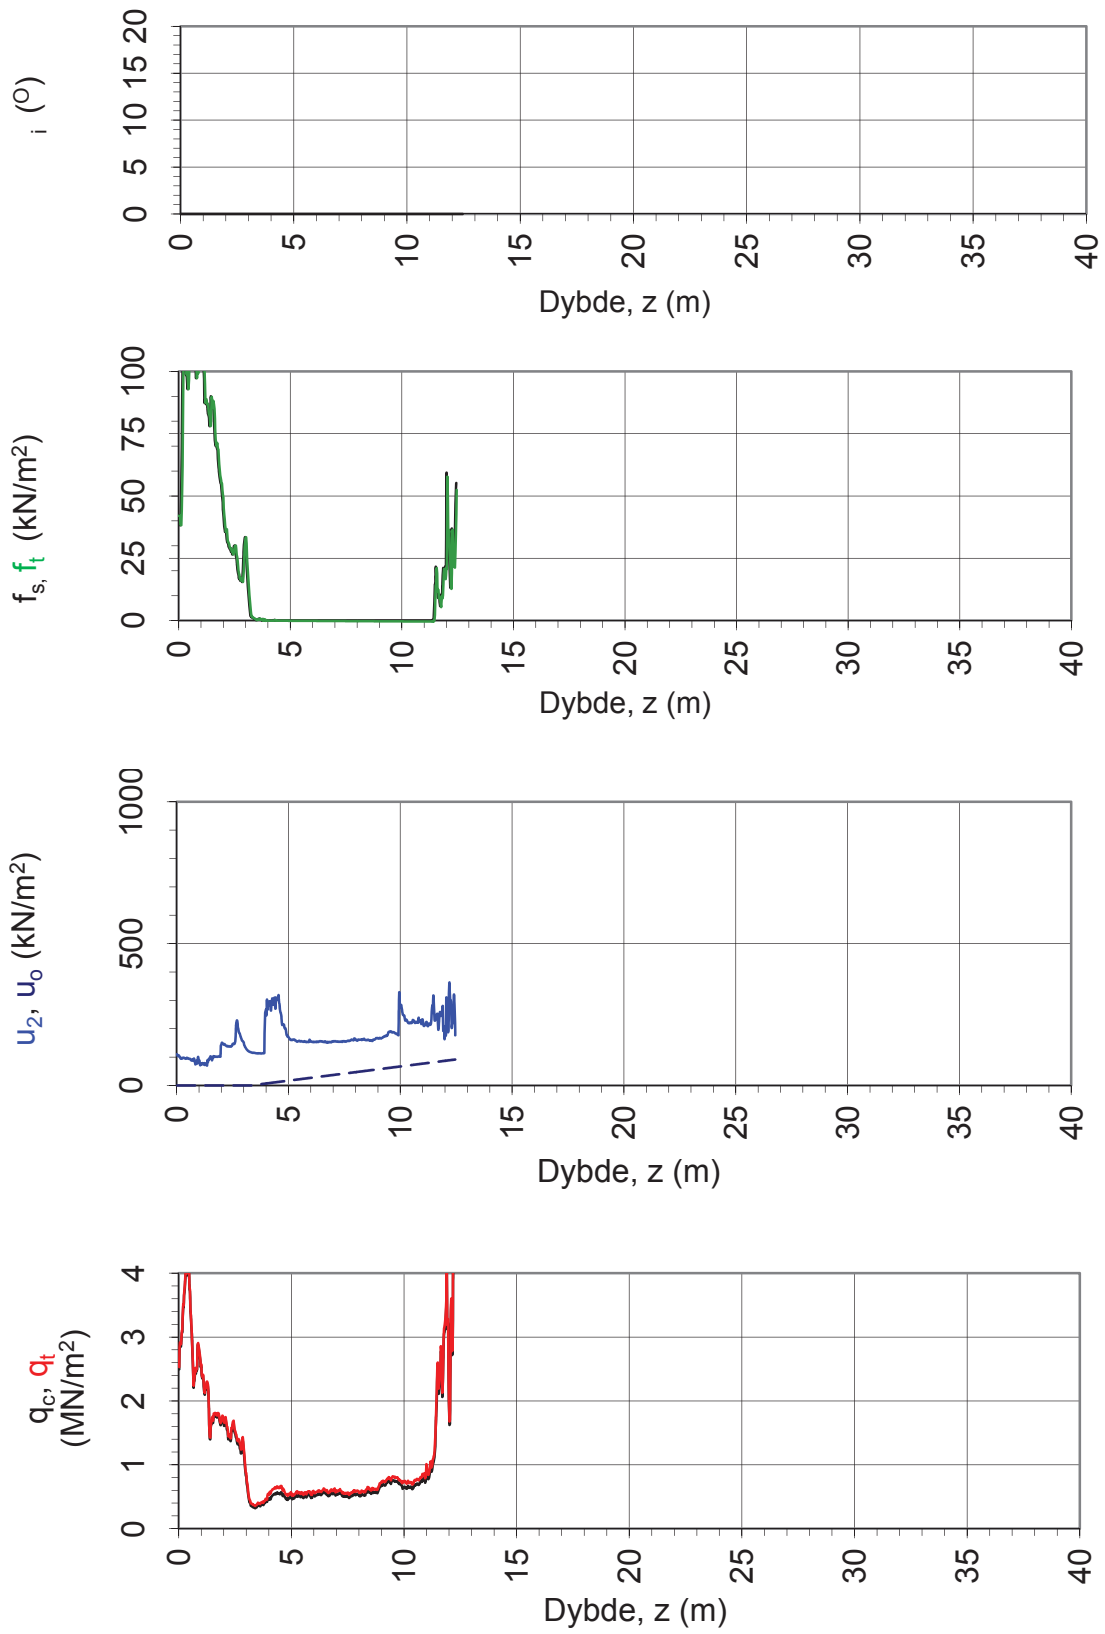 i (O)
20
15
10
5
0
0 5 10 15 20 25 30 35 40
Dybde, z (m)
fs, ft (kN/m2)
100
75
50
25
0
0 5 10 15 20 25 30 35 40
Dybde, z (m)
u2, uo (kN/m2)
1000
500
0
0 5 10 15 20 25 30 35 40
Dybde, z (m)
qc, qt
(MN/m2)
4
3
2
1
0
0 5 10 15 20 25 30 35 40
Dybde, z (m)